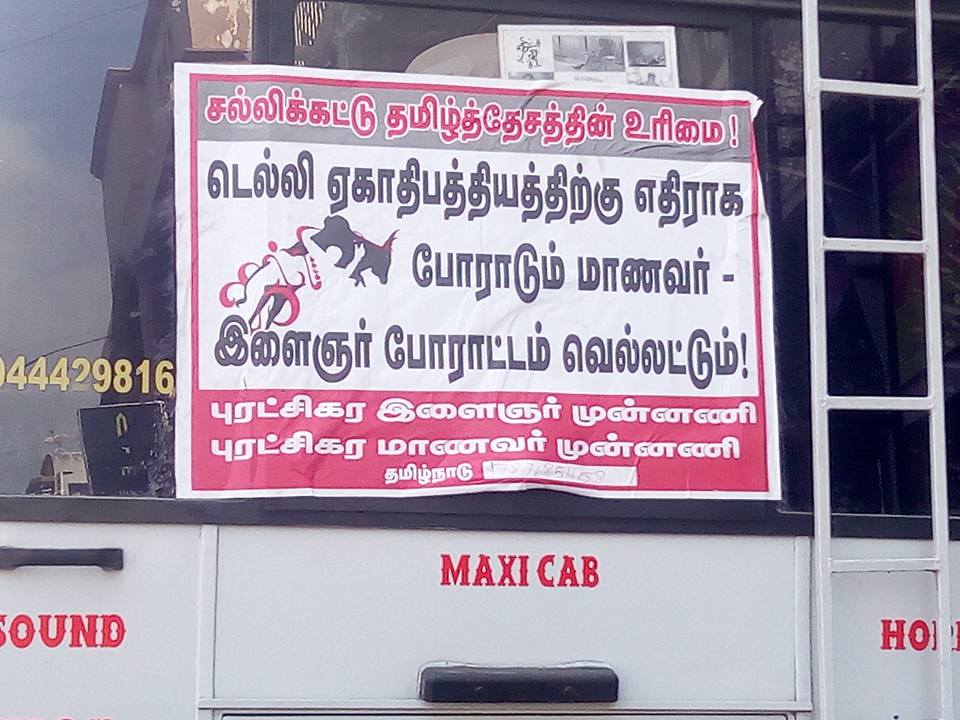 சல்லிக்கட்டு தமிழ்த்தேசத்தின் உரிமை!
டெல்லி ஏகாதிபத்தியத்திற்கு எதிராக
போராடும் மாணவர் -
இளைஞர் போராட்டம் வெல்லட்டும்!
புரட்சிகர இளைஞர் முன்னணி
புரட்சிகர மாணவர் முன்னணி
தமிழ்நாடு
944429816
MAXI CAB
SOUND